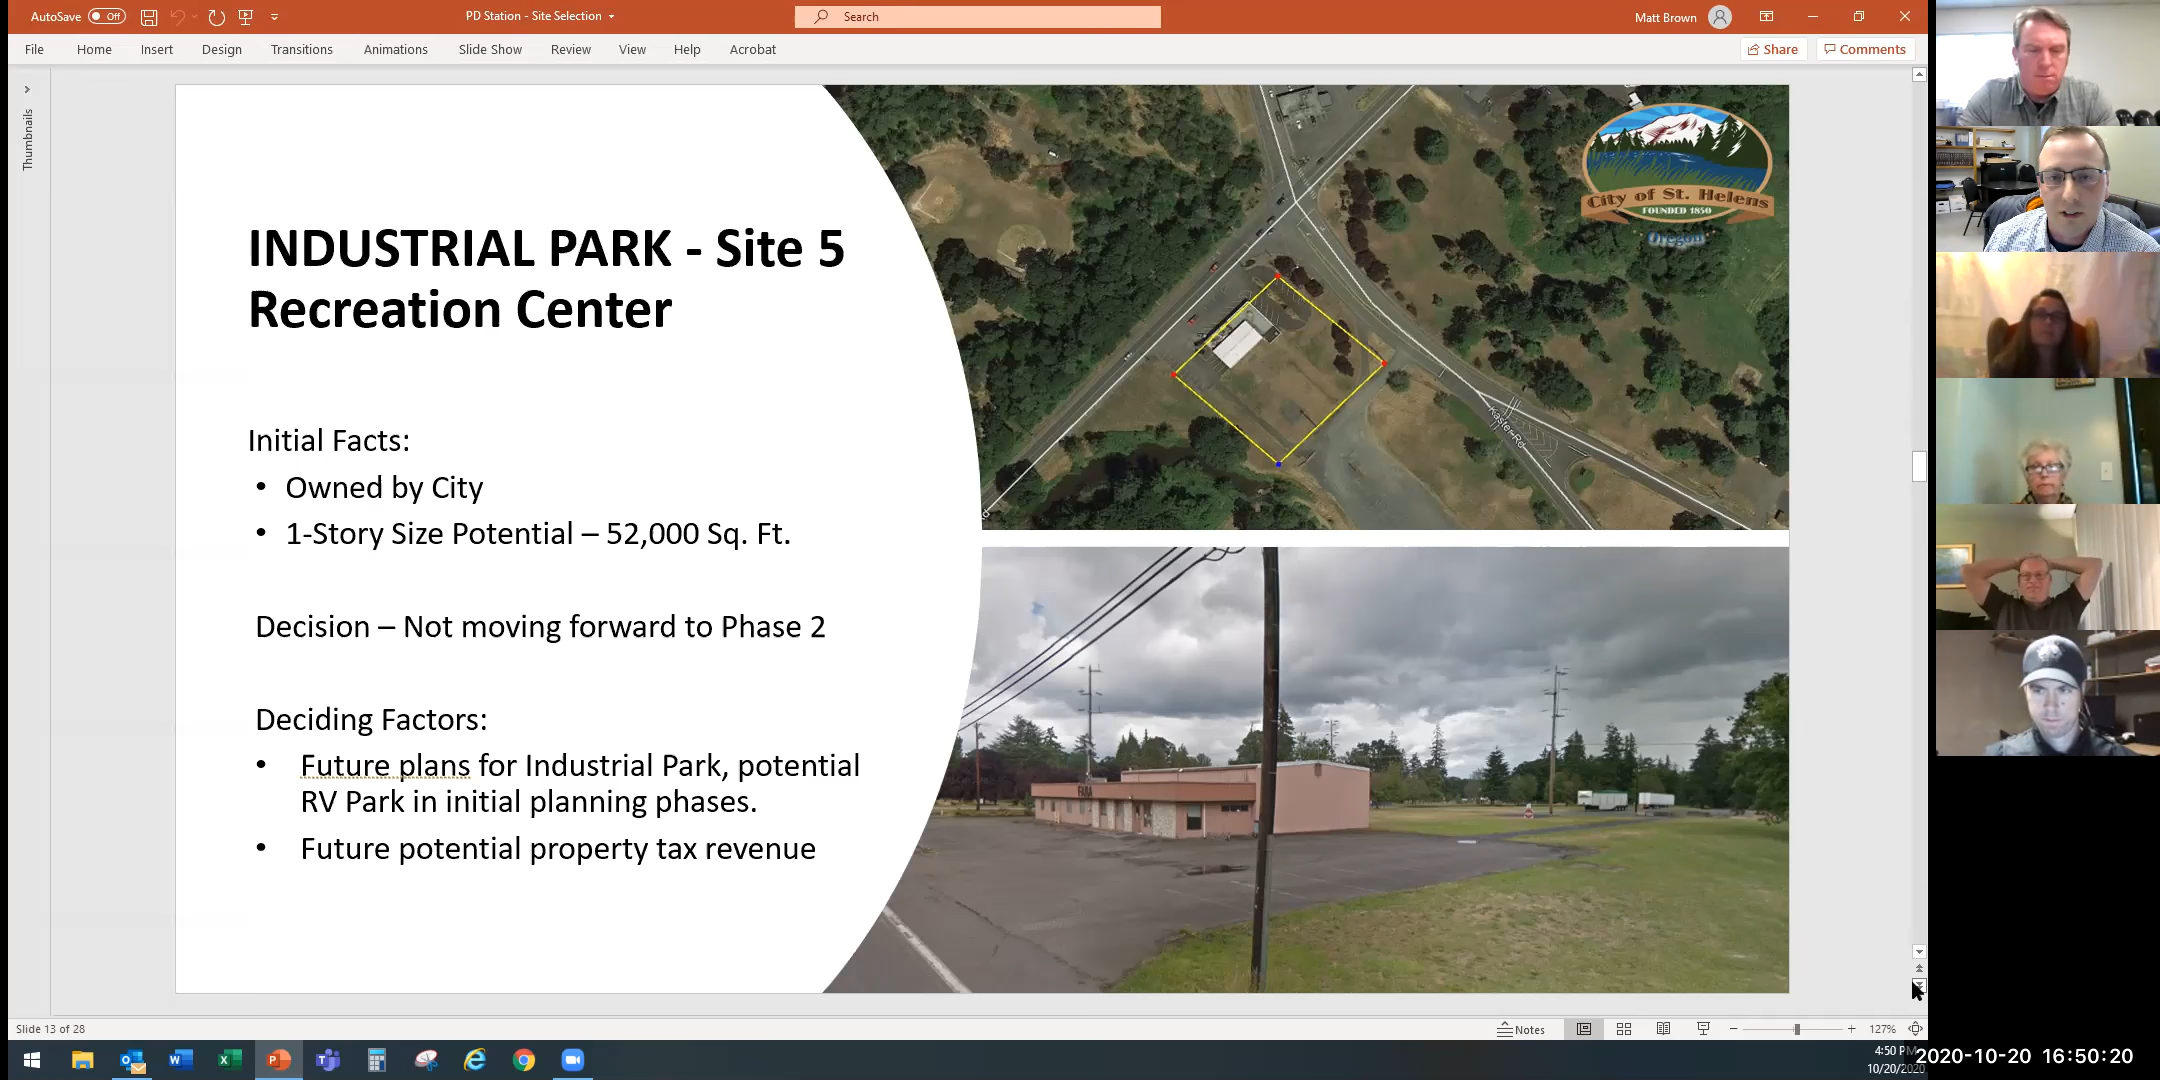 AutoSave Off
PD Station - Site Selection
Search
Matt Brown
File Home Insert Design Transitions Animations Slide Show Review View Help Acrobat
Share Comments
Thumbnails
INDUSTRIAL PARK - Site 5
Recreation Center
Initial Facts:
• Owned by City
• 1-Story Size Potential – 52,000 Sq. Ft.
Decision – Not moving forward to Phase 2
Deciding Factors:
• Future plans for Industrial Park, potential
RV Park in initial planning phases.
• Future potential property tax revenue
City of St. Helens
FOUNDED 1850
Oregon
Kaster Rd
Slide 13 of 28
Notes
127%
4:50 PM
10/20/2020
2020-10-20 16:50:20